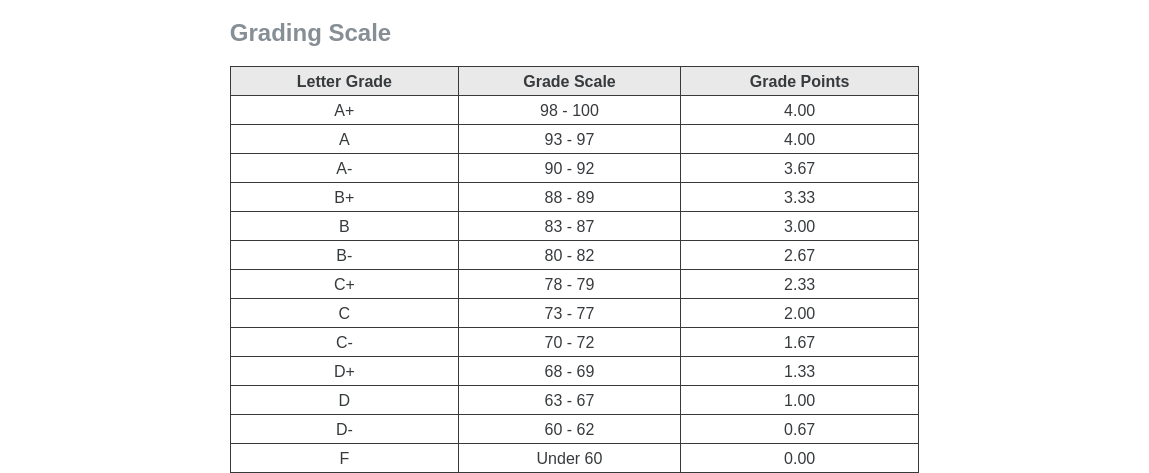 Grading Scale
Letter Grade Grade Scale Grade Points
A+ 98 - 100 4.00
A 93 - 97 4.00
A- 90 - 92 3.67
B+ 88 - 89 3.33
B 83 - 87 3.00
B- 80 - 82 2.67
C+ 78 - 79 2.33
C 73 - 77 2.00
C- 70 - 72 1.67
D+ 68 - 69 1.33
D 63 - 67 1.00
D- 60 - 62 0.67
F Under 60 0.00